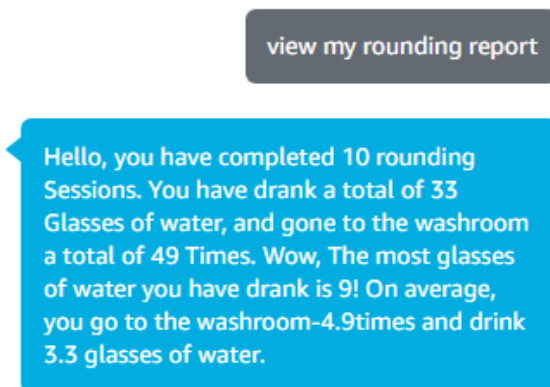 view my rounding report
Hello, you have completed 10 rounding
Sessions. You have drank a total of 33
Glasses of water, and gone to the washroom
a total of 49 Times. Wow, The most glasses
of water you have drank is 9! On average,
you go to the washroom-4.9times and drink
3.3 glasses of water.